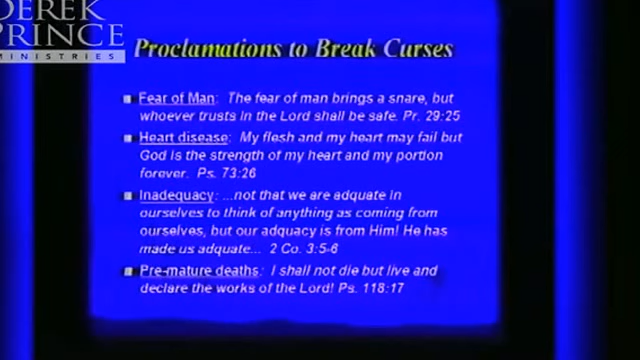 DEREK
PRINCE
MINISTRIES
Proclamations to Break Curses
Fear of Man: The fear of man brings a snare, but
whoever trusts in the Lord shall be safe. Pr. 29:25
Heart disease: My flesh and my heart may fail but
God is the strength of my heart and my portion
forever. Ps. 73:26
Inadequacy: ...not that we are adquate in
ourselves to think of anything as coming from
ourselves, but our adquacy is from Him! He has
made us adquate... 2 Co. 3:5-6
Pre-mature deaths: I shall not die but live and
declare the works of the Lord! Ps. 118:17